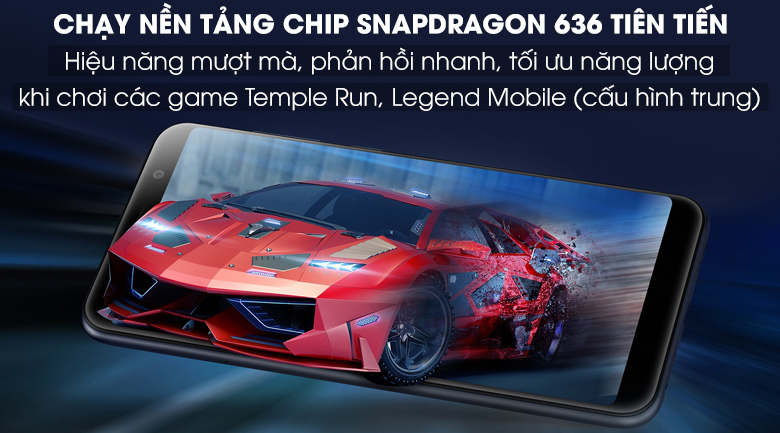 CHẠY NỀN TẢNG CHIP SNAPDRAGON 636 TIÊN TIẾN
Hiệu năng mượt mà, phản hồi nhanh, tối ưu năng lượng
khi chơi các game Temple Run, Legend Mobile (cấu hình trung)